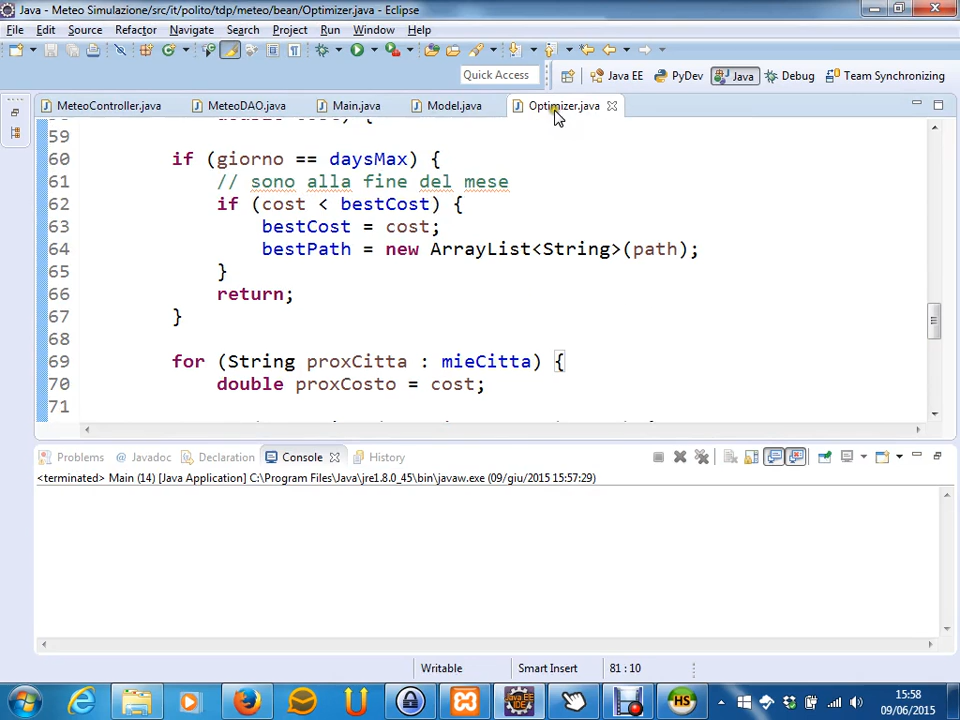 Java - Meteo Simulazione/src/it/polito/tdp/meteo/bean/Optimizer.java - Eclipse
File Edit Source Refactor Navigate Search Project Run Window Help
Quick Access Java EE PyDev Java Debug Team Synchronizing
MeteoController.java MeteoDAO.java Main.java Model.java Optimizer.java
59
60 if (giorno == daysMax) {
61 // sono alla fine del mese
62 if (cost < bestCost) {
63 bestCost = cost;
64 bestPath = new ArrayList<String>(path);
65 }
66 return;
67 }
68
69 for (String proxCitta : mieCitta) {
70 double proxCosto = cost;
71
Problems Javadoc Declaration Console History
<terminated> Main (14) [Java Application] C:\Program Files\Java\jre1.8.0_45\bin\javaw.exe (09/giu/2015 15:57:29)
Writable Smart Insert 81 : 10
15:58
09/06/2015